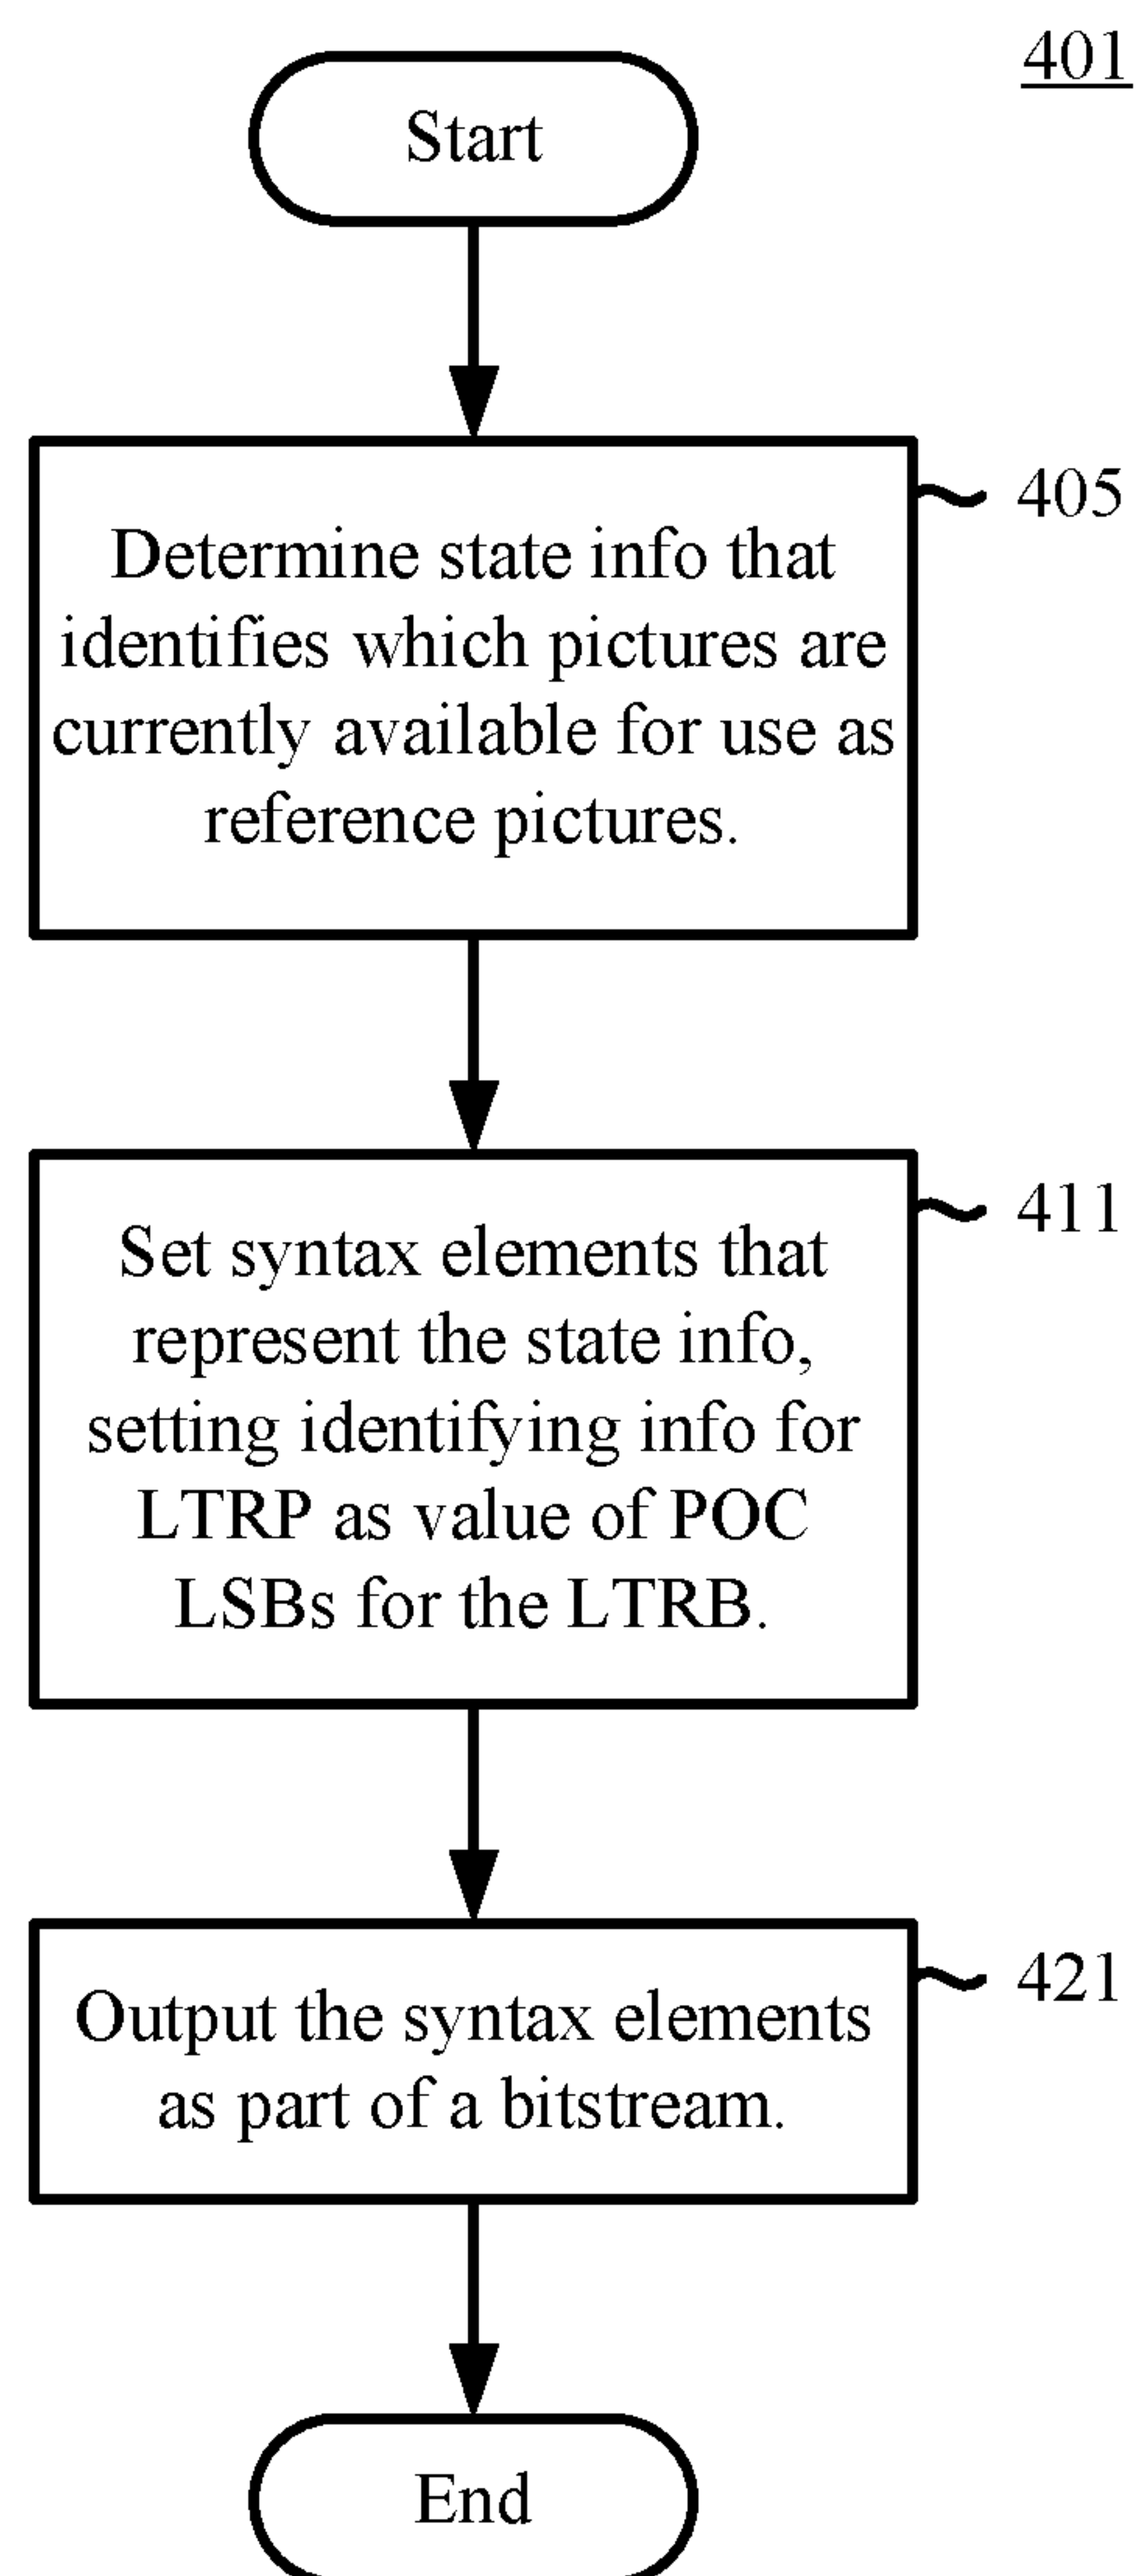 401
Start
405
Determine state info that
identifies which pictures are
currently available for use as
reference pictures.
411
Set syntax elements that
represent the state info,
setting identifying info for
LTRP as value of POC
LSBs for the LTRB.
421
Output the syntax elements
as part of a bitstream.
End